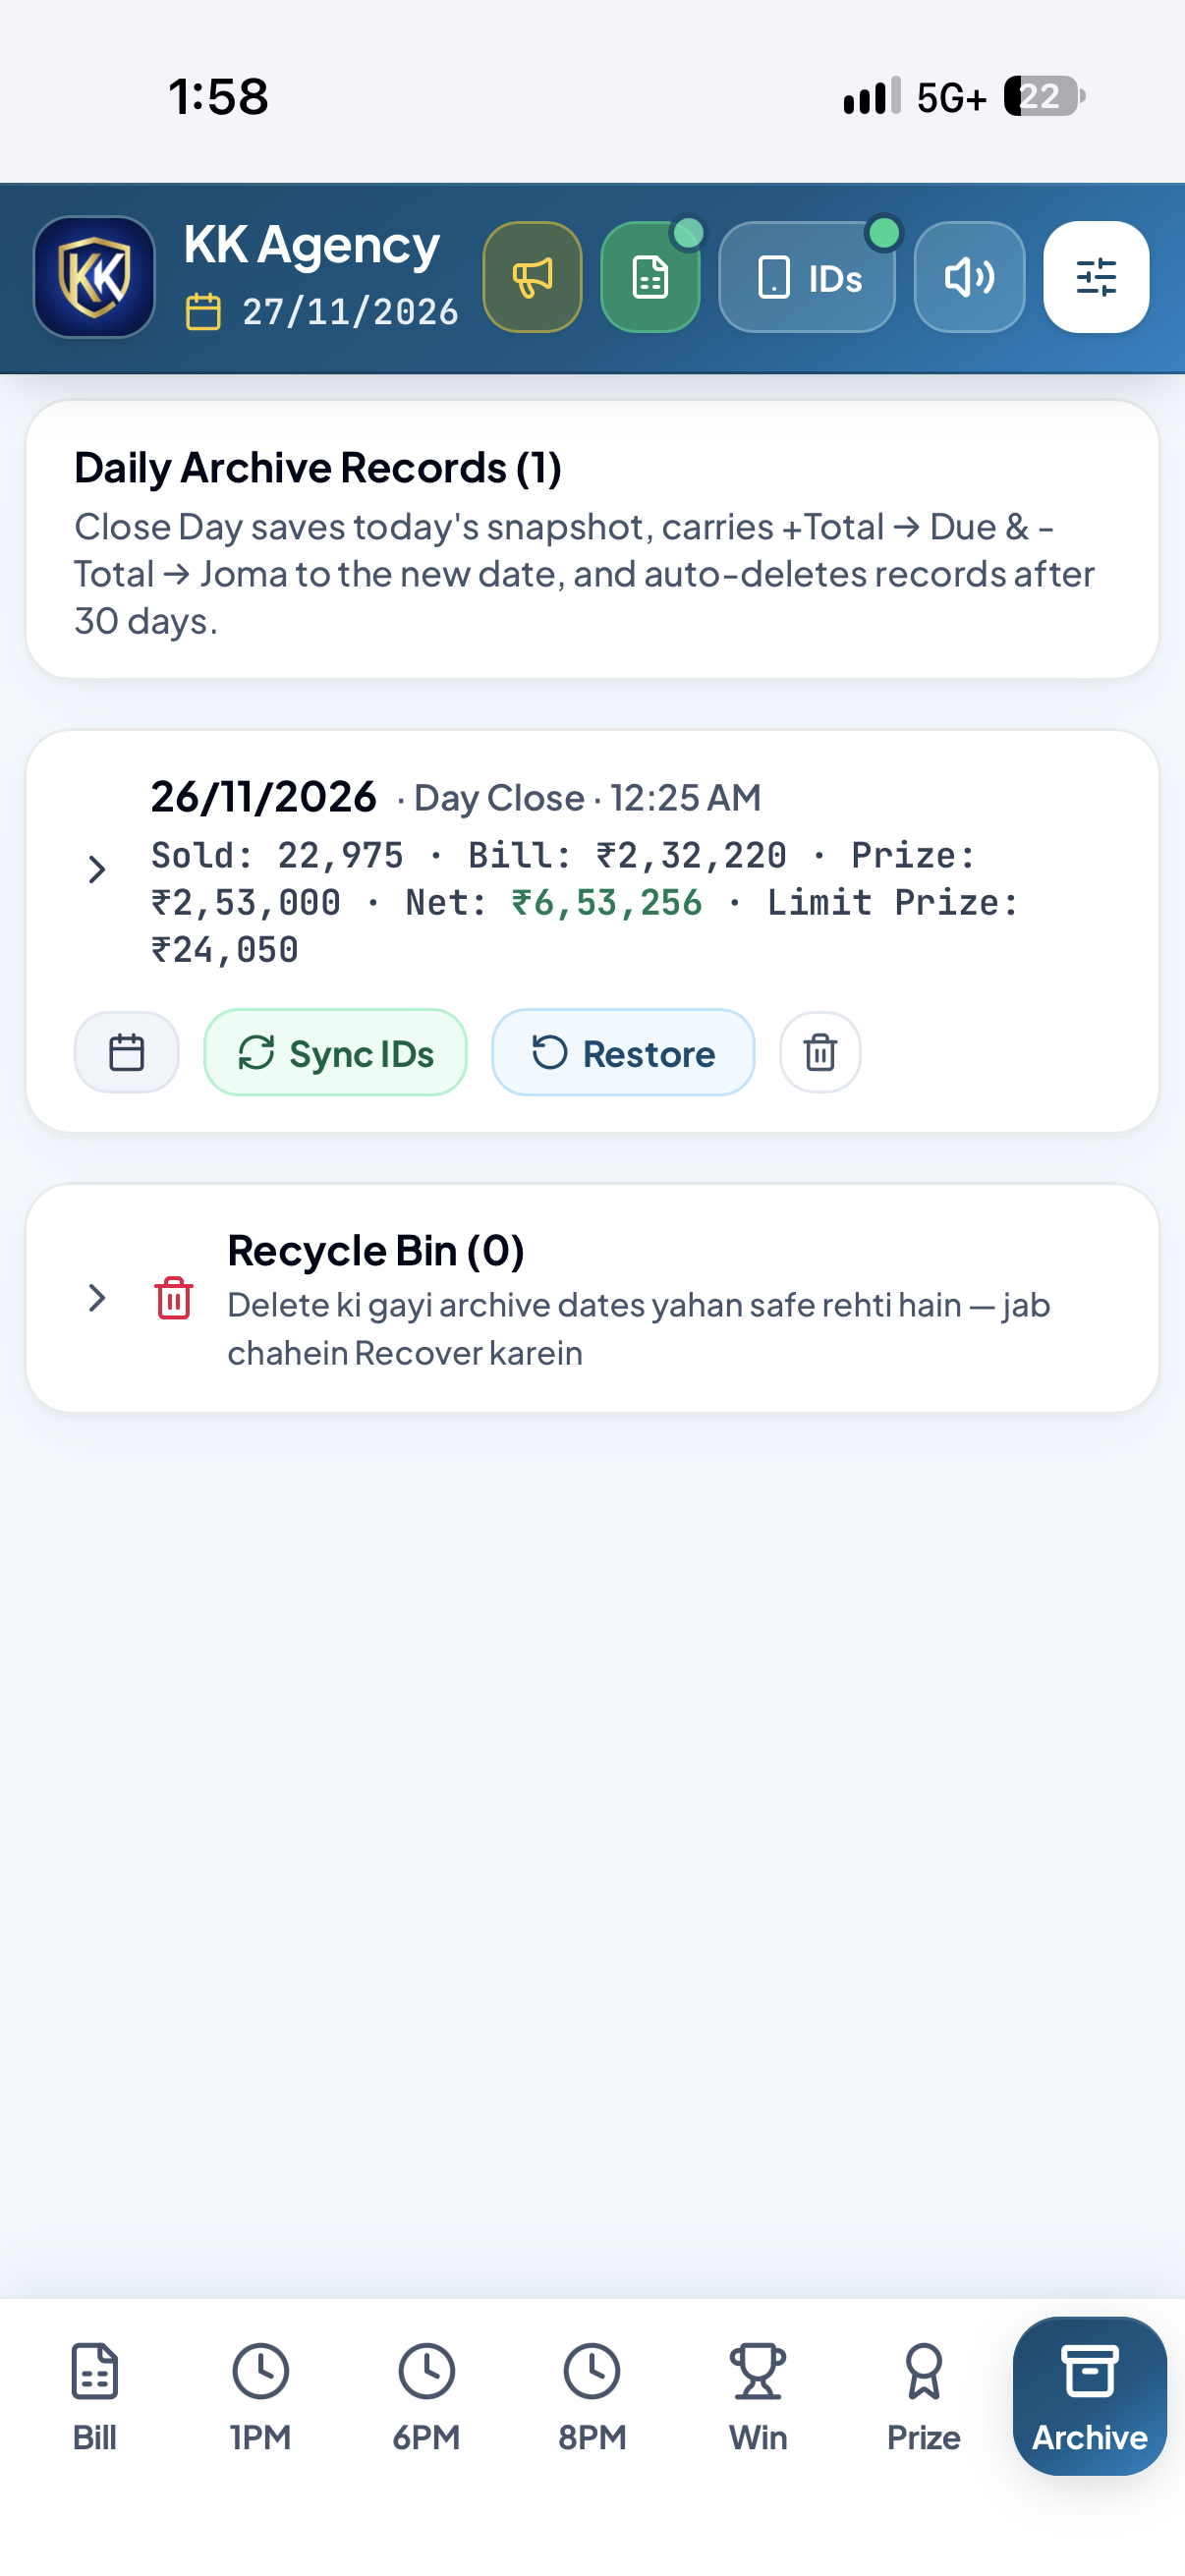 1:58
5G+
22
KK
KK Agency
27/11/2026
IDs
Daily Archive Records (1)
Close Day saves today's snapshot, carries +Total → Due & -
Total → Joma to the new date, and auto-deletes records after
30 days.
26/11/2026 · Day Close · 12:25 AM
Sold: 22,975 · Bill: ₹2,32,220 · Prize:
₹2,53,000 · Net: ₹6,53,256 · Limit Prize:
₹24,050
Sync IDs
Restore
Recycle Bin (0)
Delete ki gayi archive dates yahan safe rehti hain — jab
chahein Recover karein
Bill
1PM
6PM
8PM
Win
Prize
Archive